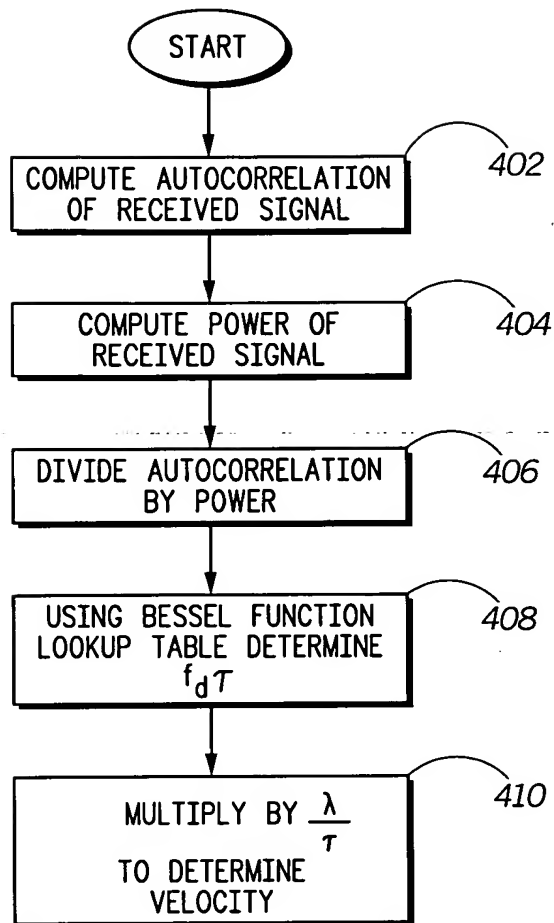 START
COMPUTE AUTOCORRELATION
OF RECEIVED SIGNAL
402
COMPUTE POWER OF
RECEIVED SIGNAL
404
DIVIDE AUTOCORRELATION
BY POWER
406
USING BESSEL FUNCTION
LOOKUP TABLE DETERMINE
f_d τ
408
MULTIPLY BY λ/τ
TO DETERMINE
VELOCITY
410